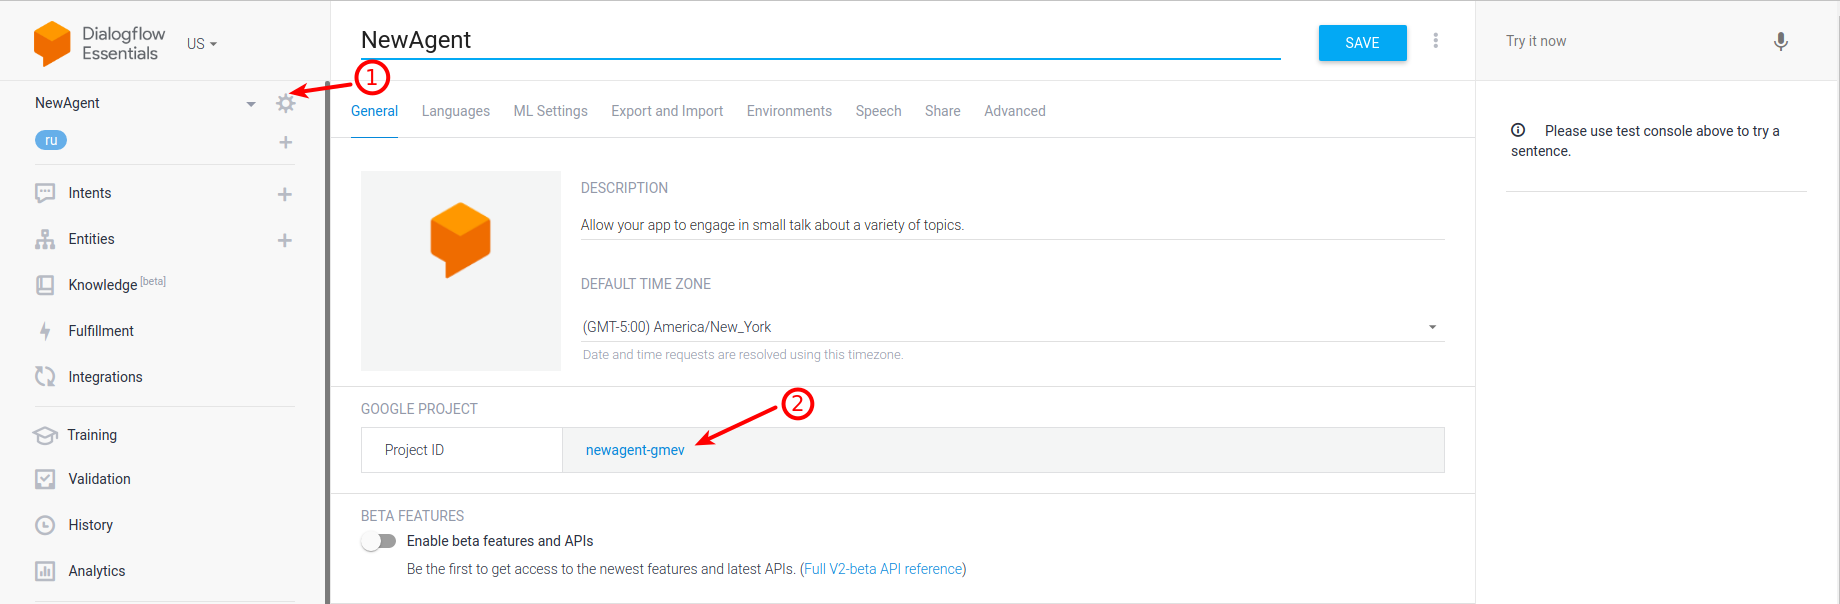 Dialogflow
Essentials
US
NewAgent
ru
Intents
Entities
Knowledge [beta]
Fulfillment
Integrations
Training
Validation
History
Analytics
NewAgent
SAVE
1
General Languages ML Settings Export and Import Environments Speech Share Advanced
DESCRIPTION
Allow your app to engage in small talk about a variety of topics.
DEFAULT TIME ZONE
(GMT-5:00) America/New_York
Date and time requests are resolved using this timezone.
GOOGLE PROJECT
2
Project ID newagent-gmev
BETA FEATURES
Enable beta features and APIs
Be the first to get access to the newest features and latest APIs. (Full V2-beta API reference)
Try it now
Please use test console above to try a
sentence.